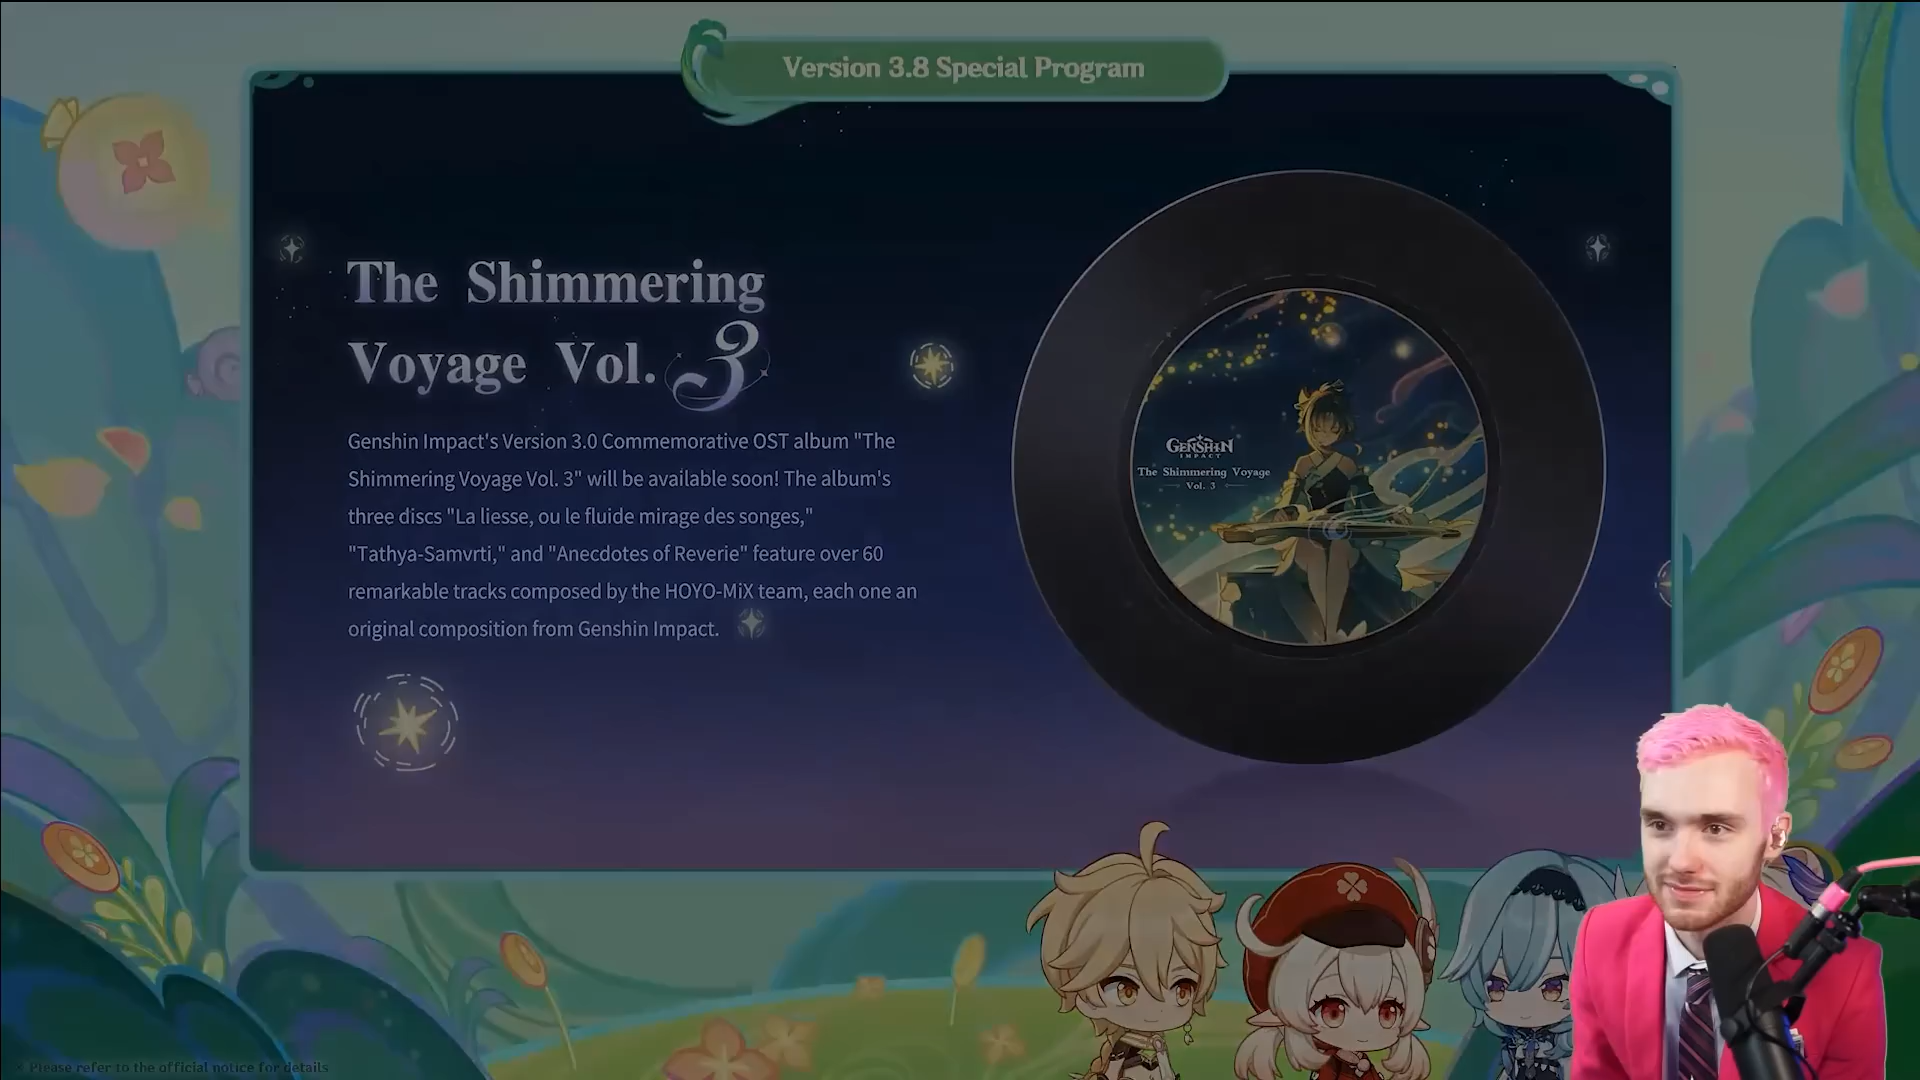 Version 3.8 Special Program
The Shimmering
Voyage Vol. 3
Genshin Impact's Version 3.0 Commemorative OST album "The
Shimmering Voyage Vol. 3" will be available soon! The album's
three discs "La liesse, ou le fluide mirage des songes,"
"Tathya-Samvrti," and "Anecdotes of Reverie" feature over 60
remarkable tracks composed by the HOYO-MiX team, each one an
original composition from Genshin Impact.
GENSHIN
IMPACT
The Shimmering Voyage
Vol. 3
Please refer to the official notice for details